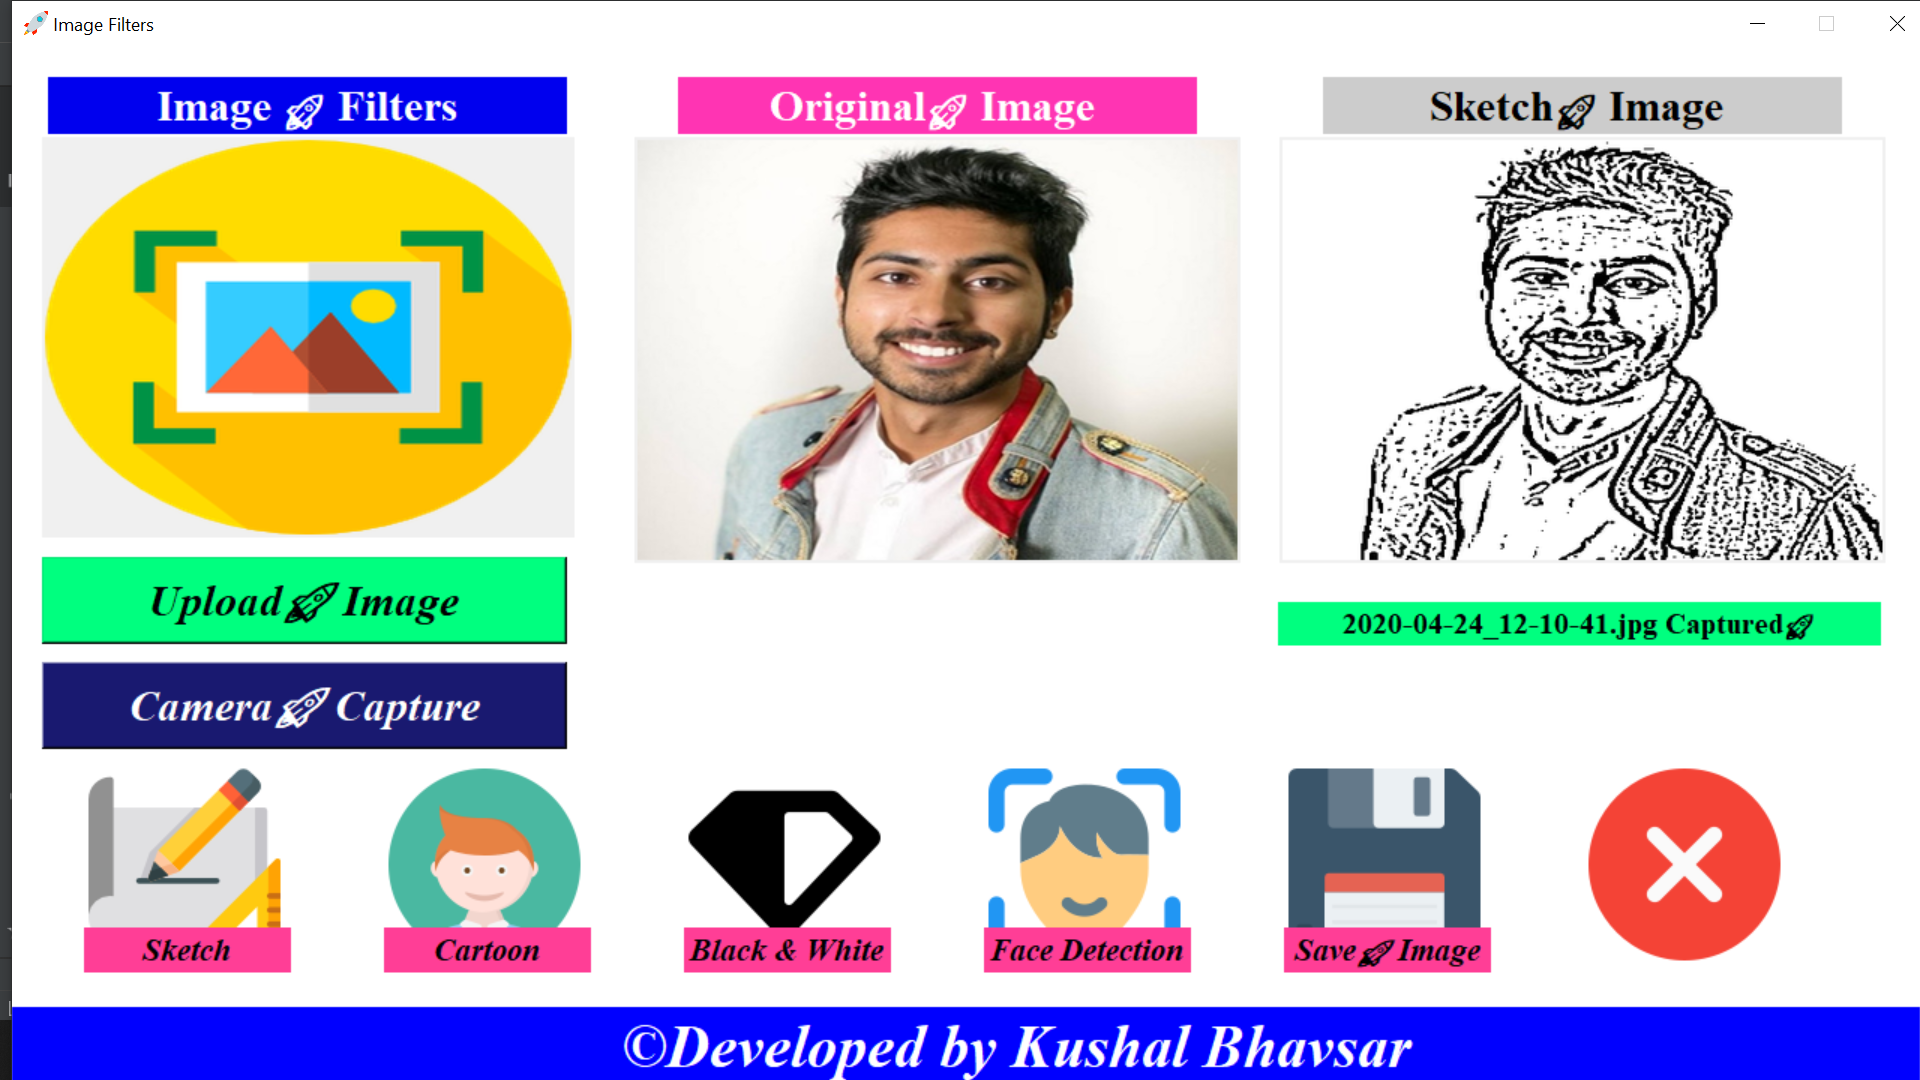 Image Filters
Image 🚀 Filters
Original🚀 Image
Sketch🚀 Image
Upload🚀Image
2020-04-24_12-10-41.jpg Captured🚀
Camera🚀Capture
Sketch
Cartoon
Black & White
Face Detection
Save🚀Image
©Developed by Kushal Bhavsar